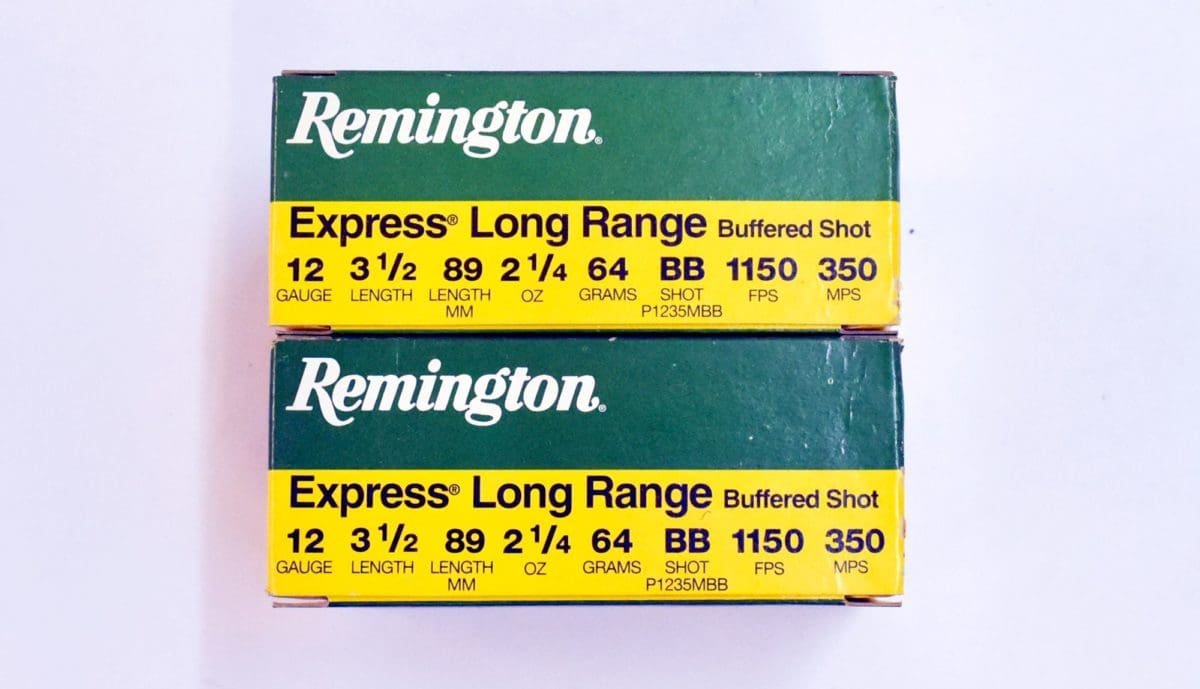 Remington®
Express® Long Range Buffered Shot
12 3 1/2 89 2 1/4 64 BB 1150 350
GAUGE LENGTH LENGTH OZ GRAMS SHOT FPS MPS
MM P1235MBB
Remington®
Express® Long Range Buffered Shot
12 3 1/2 89 2 1/4 64 BB 1150 350
GAUGE LENGTH LENGTH OZ GRAMS SHOT FPS MPS
MM P1235MBB